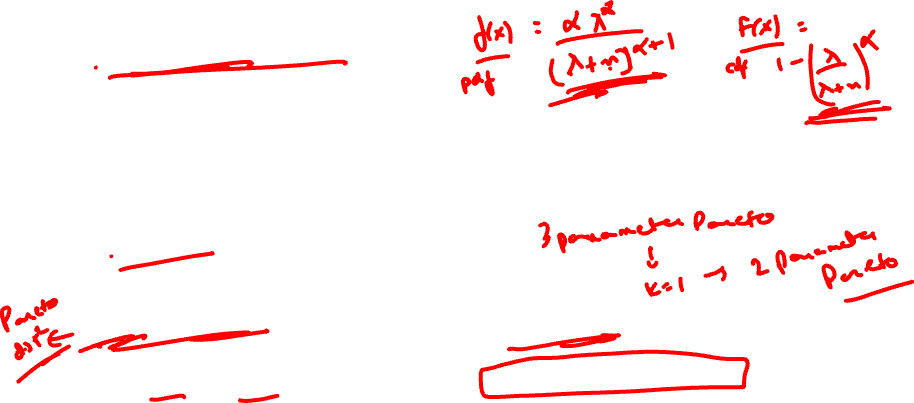 f(x) = αλ^α / (λ+x)^α+1
pdf
F(x) = 1 - (λ / λ+x)^α
cdf
3 parameter Pareto
↓
k=1 → 2 Parameter
Pareto
Pareto
dist^n ←